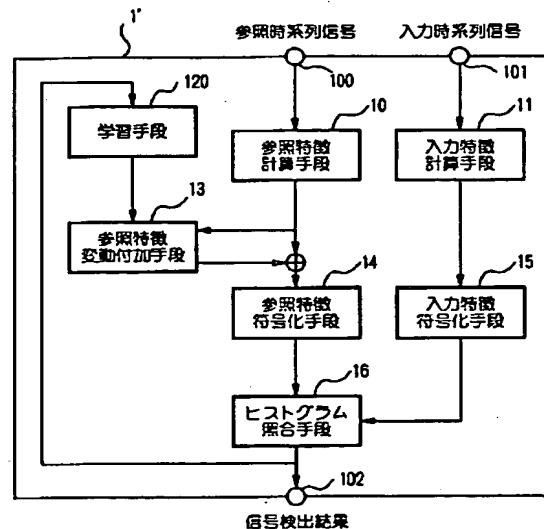 1'
参照時系列信号
入力時系列信号
100
101
120
学習手段
10
参照特徴
計算手段
11
入力特徴
計算手段
13
参照特徴
変動付加手段
14
参照特徴
符号化手段
15
入力特徴
符号化手段
16
ヒストグラム
照合手段
102
信号検出結果